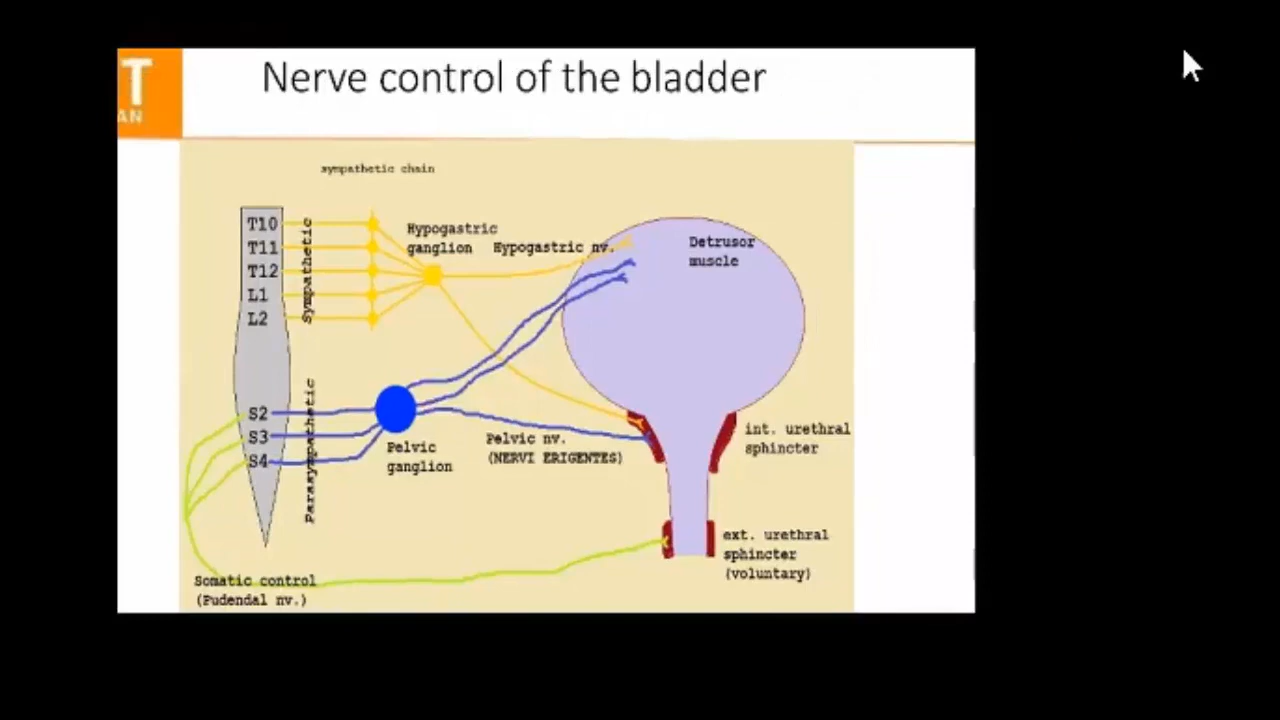 T
AN
Nerve control of the bladder
sympathetic chain
T10
T11
T12
L1
L2
Sympathetic
Hypogastric
ganglion
Hypogastric nv.
Detrusor
muscle
S2
S3
S4
Parasympathetic
Pelvic
ganglion
Pelvic nv.
(NERVI ERIGENTES)
int. urethral
sphincter
ext. urethral
sphincter
(voluntary)
Somatic control
(Pudendal nv.)